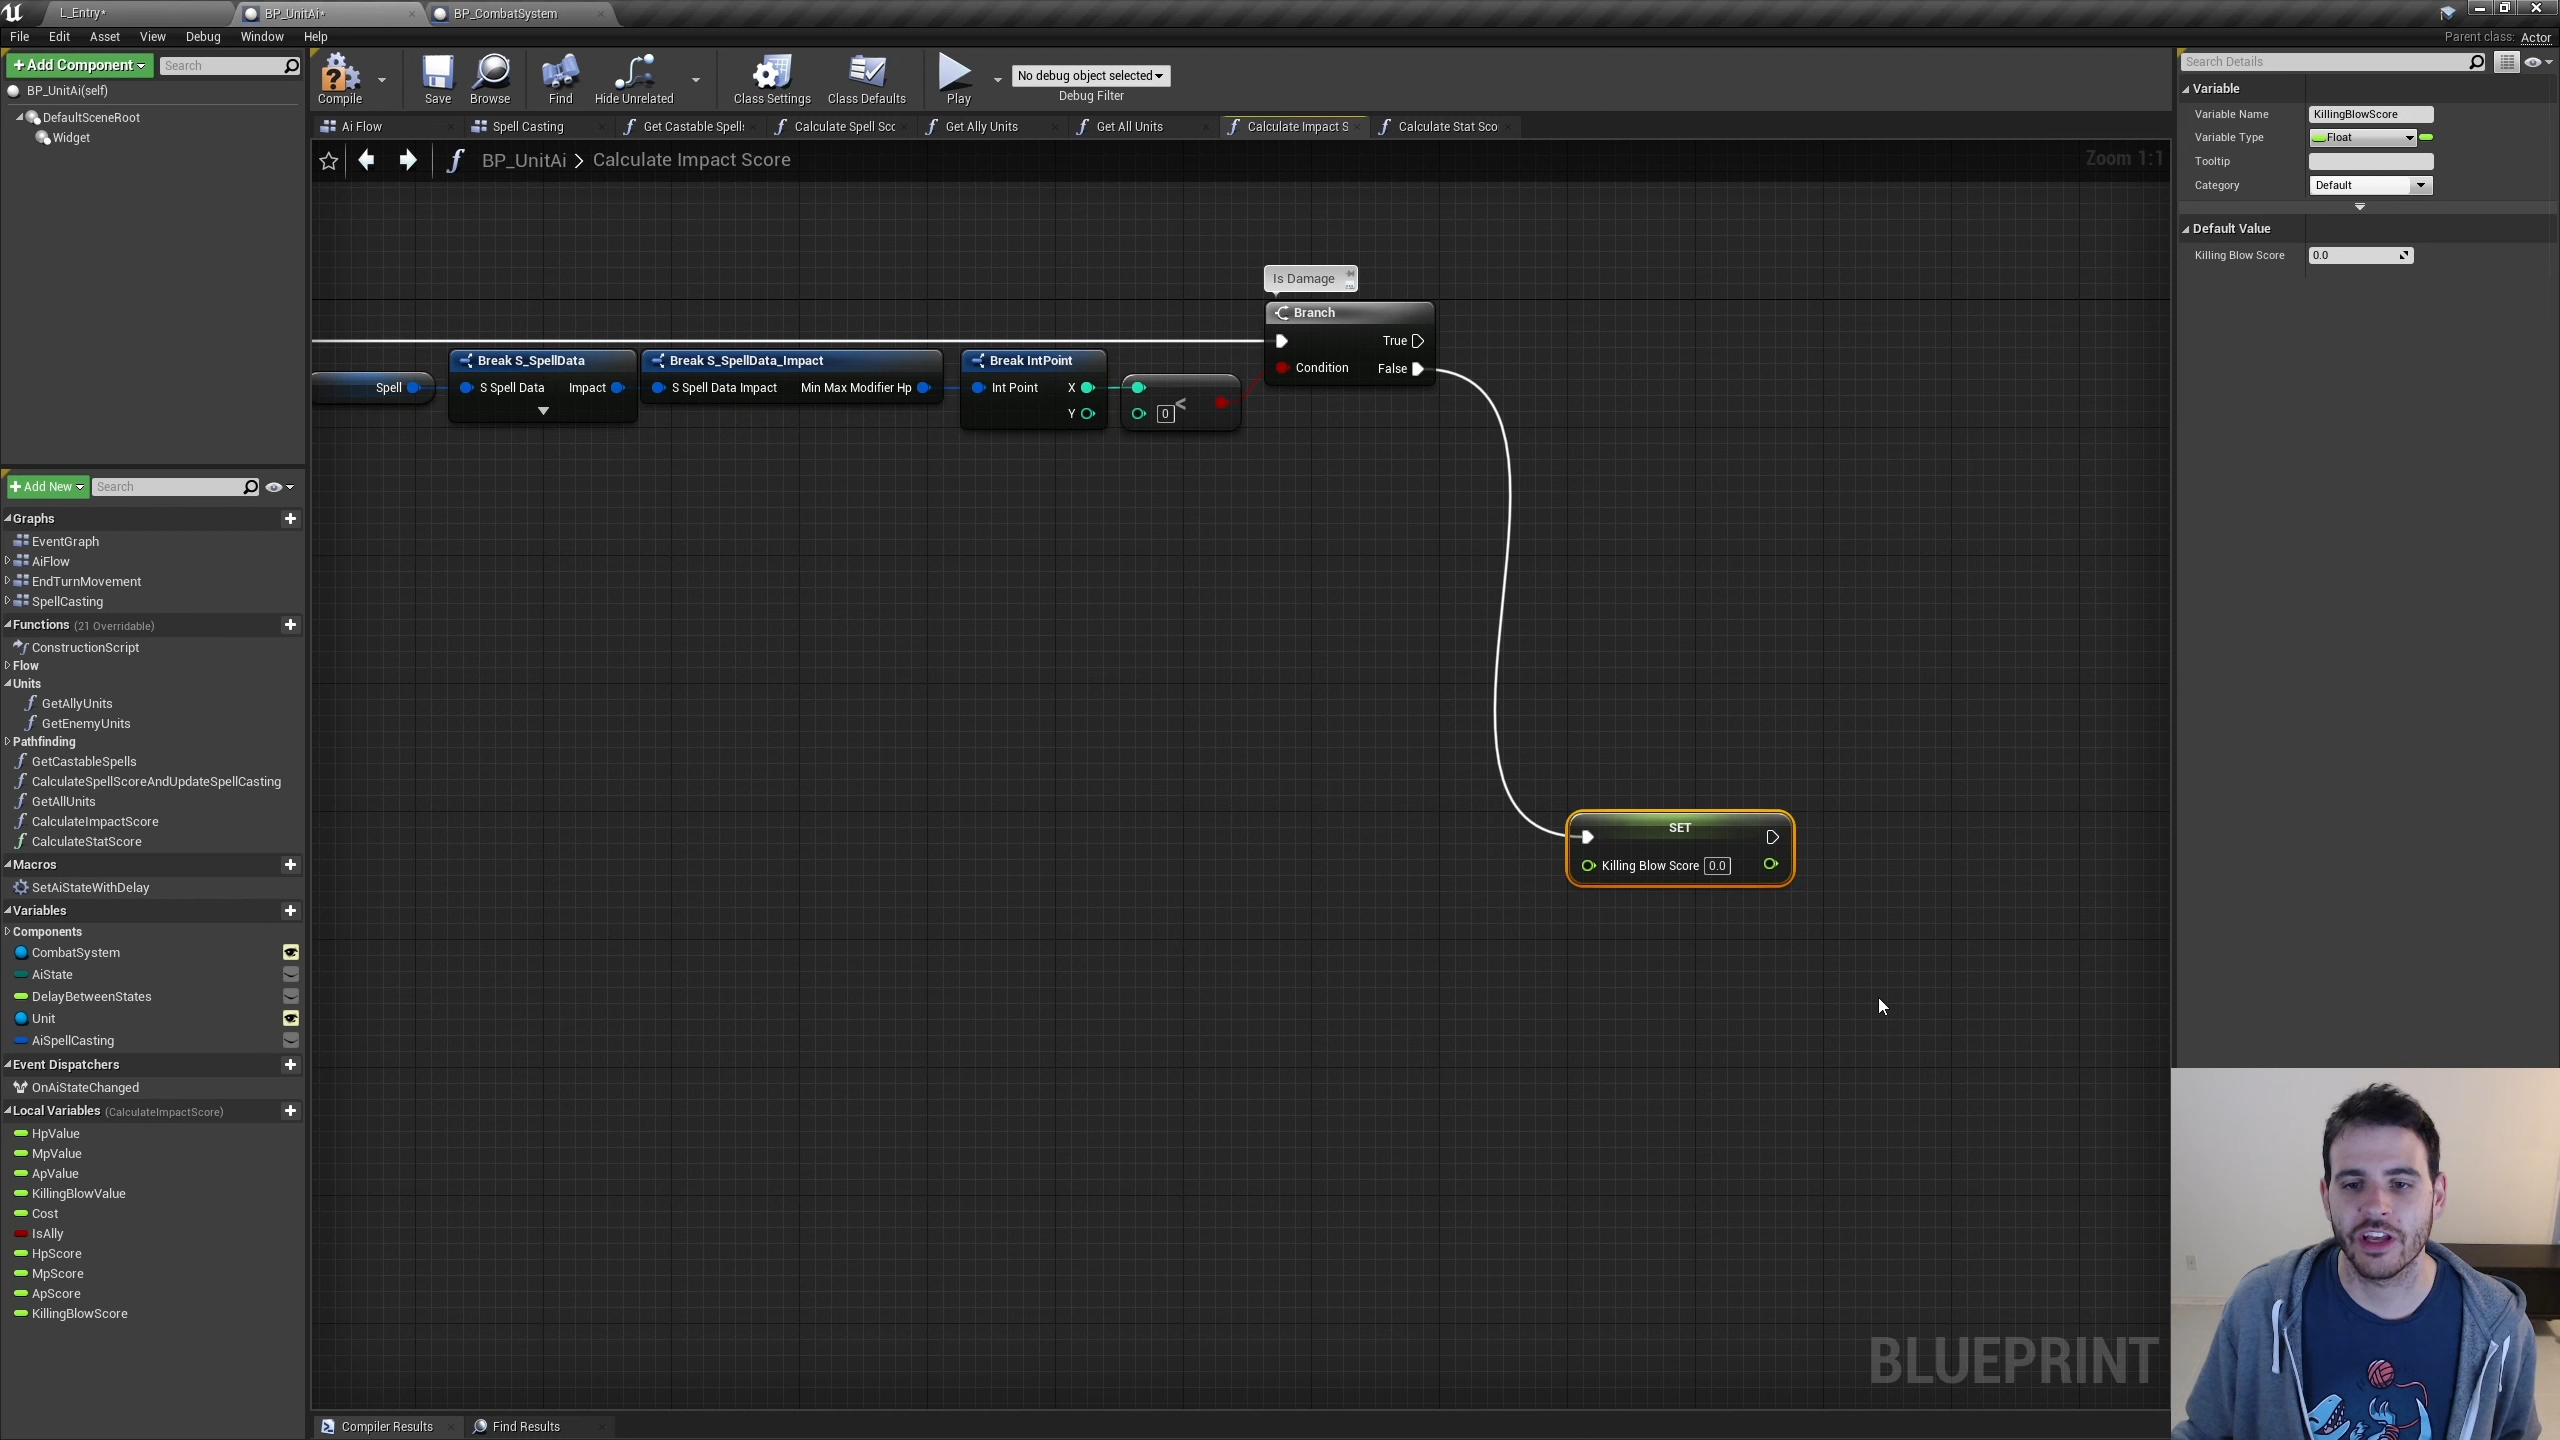 L_Entry*
BP_UnitAi*
BP_CombatSystem
File Edit Asset View Debug Window Help
Parent class: Actor
Add Component
Search
BP_UnitAi(self)
DefaultSceneRoot
Widget
Compile
Save
Browse
Find
Hide Unrelated
Class Settings
Class Defaults
Play
No debug object selected
Debug Filter
Ai Flow
Spell Casting
Get Castable Spells
Calculate Spell Sco
Get Ally Units
Get All Units
Calculate Impact S
Calculate Stat Sco
BP_UnitAi > Calculate Impact Score
Zoom 1:1
Is Damage
Branch
True
Condition
False
Spell
Break S_SpellData
S Spell Data
Impact
Break S_SpellData_Impact
S Spell Data Impact
Min Max Modifier Hp
Break IntPoint
Int Point
X
Y
0
<
SET
Killing Blow Score 0.0
BLUEPRINT
Add New
Search
Graphs
EventGraph
AiFlow
EndTurnMovement
SpellCasting
Functions (21 Overridable)
ConstructionScript
Flow
Units
GetAllyUnits
GetEnemyUnits
Pathfinding
GetCastableSpells
CalculateSpellScoreAndUpdateSpellCasting
GetAllUnits
CalculateImpactScore
CalculateStatScore
Macros
SetAiStateWithDelay
Variables
Components
CombatSystem
AiState
DelayBetweenStates
Unit
AiSpellCasting
Event Dispatchers
OnAiStateChanged
Local Variables (CalculateImpactScore)
HpValue
MpValue
ApValue
KillingBlowValue
Cost
IsAlly
HpScore
MpScore
ApScore
KillingBlowScore
Search Details
Variable
Variable Name KillingBlowScore
Variable Type Float
Tooltip
Category Default
Default Value
Killing Blow Score 0.0
Compiler Results
Find Results